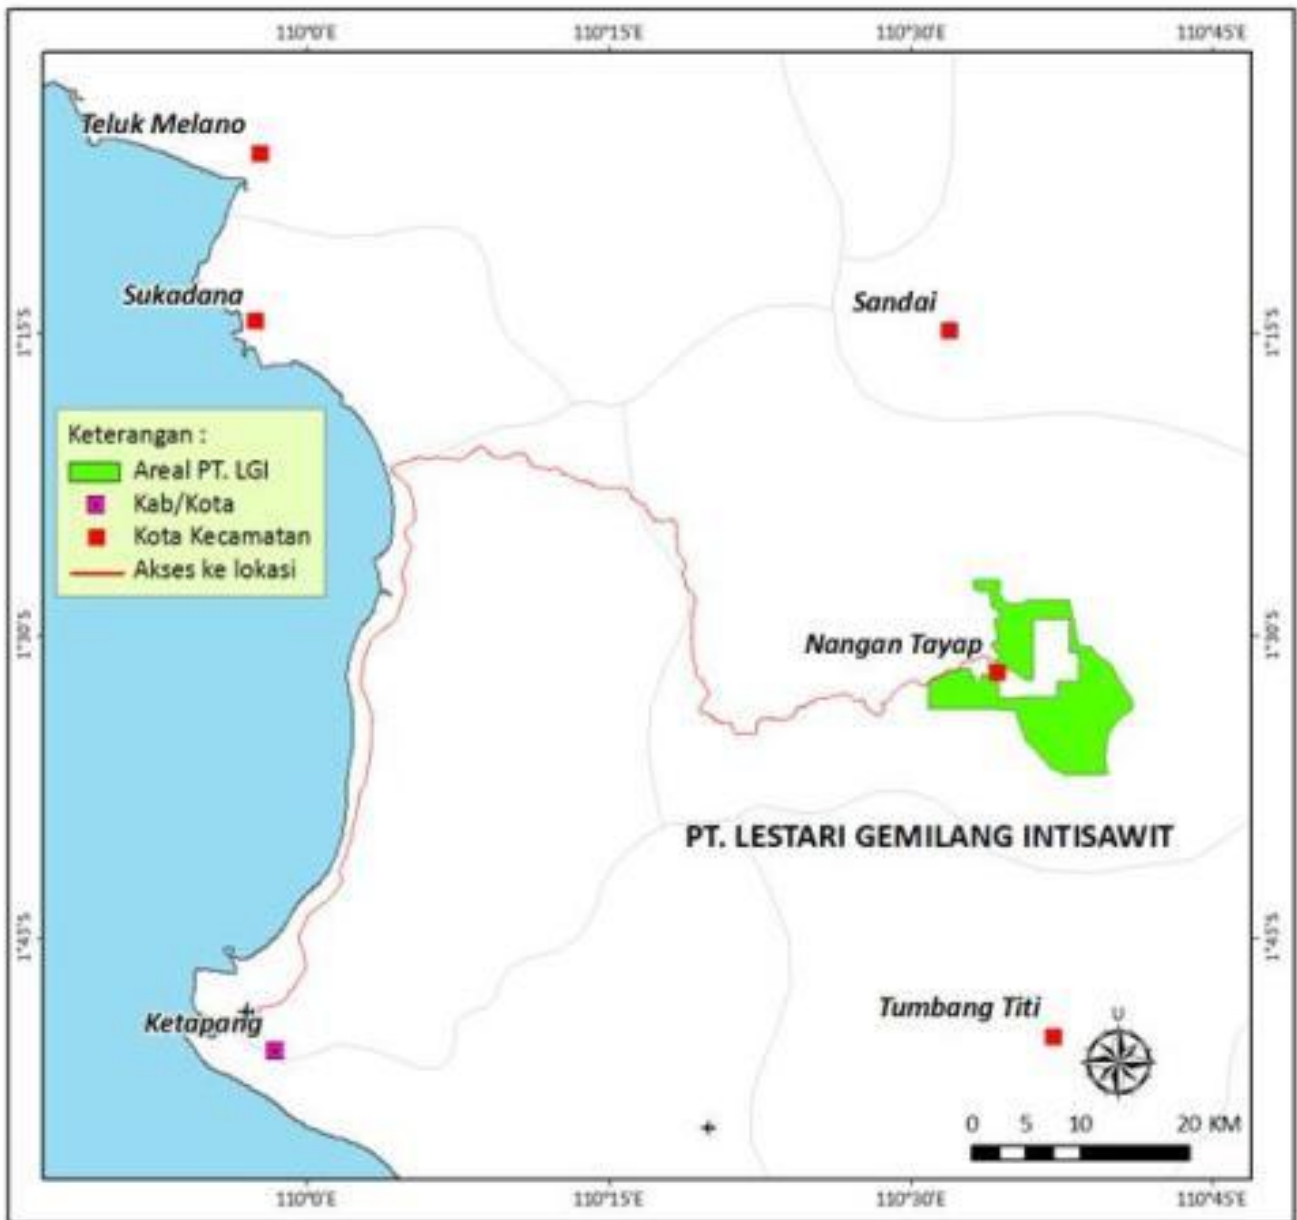 110°0'E 110°15'E 110°30'E 110°45'E
Teluk Melano
Sukadana
Sandai
1°15'S 1°15'S
Keterangan :
Areal PT. LGI
Kab/Kota
Kota Kecamatan
Akses ke lokasi
Nangan Tayap
1°30'S 1°30'S
PT. LESTARI GEMILANG INTISAWIT
1°45'S 1°45'S
Ketapang
Tumbang Titi
U
0 5 10 20 KM
110°0'E 110°15'E 110°30'E 110°45'E